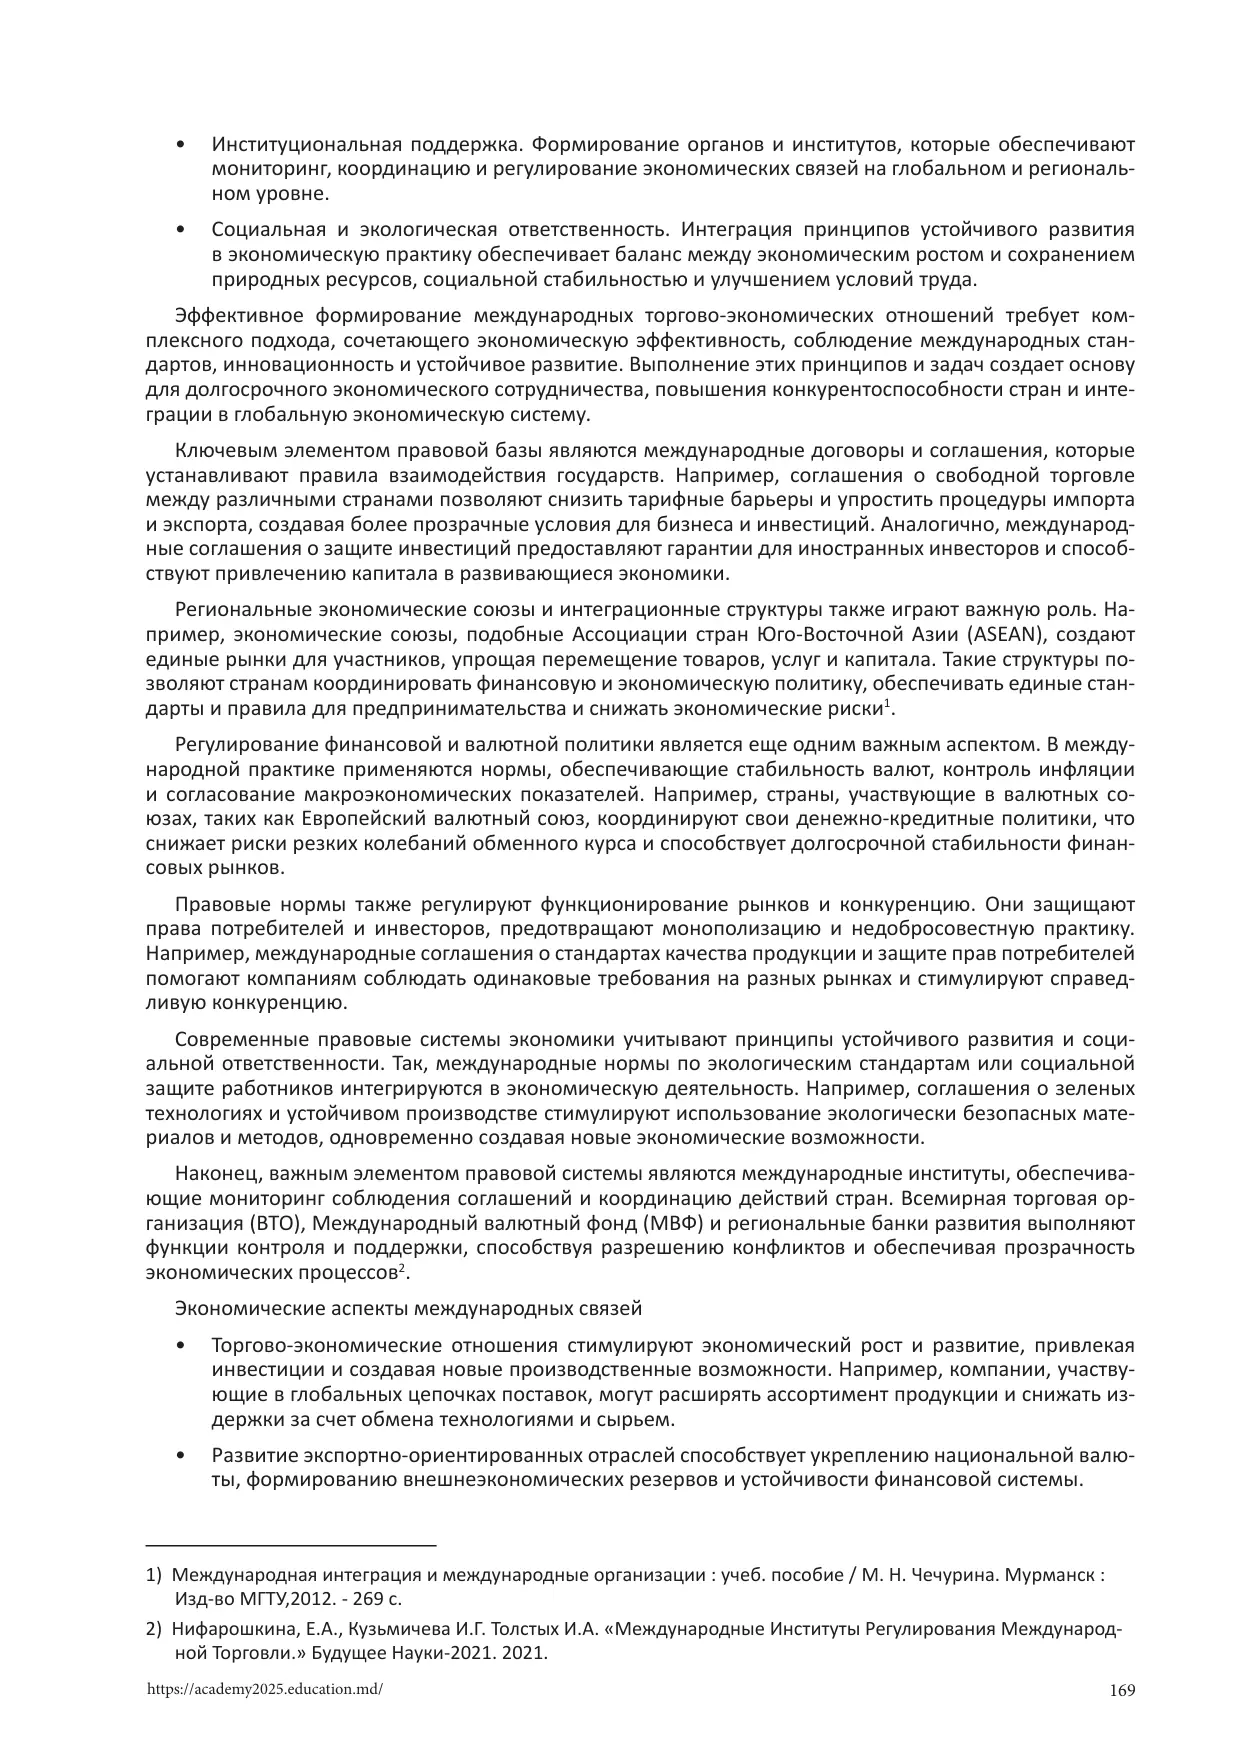 • Институциональная поддержка. Формирование органов и институтов, которые обеспечивают
мониторинг, координацию и регулирование экономических связей на глобальном и региональ-
ном уровне.
• Социальная и экологическая ответственность. Интеграция принципов устойчивого развития
в экономическую практику обеспечивает баланс между экономическим ростом и сохранением
природных ресурсов, социальной стабильностью и улучшением условий труда.
Эффективное формирование международных торгово-экономических отношений требует ком-
плексного подхода, сочетающего экономическую эффективность, соблюдение международных стан-
дартов, инновационность и устойчивое развитие. Выполнение этих принципов и задач создает основу
для долгосрочного экономического сотрудничества, повышения конкурентоспособности стран и инте-
грации в глобальную экономическую систему.
Ключевым элементом правовой базы являются международные договоры и соглашения, которые
устанавливают правила взаимодействия государств. Например, соглашения о свободной торговле
между различными странами позволяют снизить тарифные барьеры и упростить процедуры импорта
и экспорта, создавая более прозрачные условия для бизнеса и инвестиций. Аналогично, международ-
ные соглашения о защите инвестиций предоставляют гарантии для иностранных инвесторов и способ-
ствуют привлечению капитала в развивающиеся экономики.
Региональные экономические союзы и интеграционные структуры также играют важную роль. На-
пример, экономические союзы, подобные Ассоциации стран Юго-Восточной Азии (ASEAN), создают
единые рынки для участников, упрощая перемещение товаров, услуг и капитала. Такие структуры по-
зволяют странам координировать финансовую и экономическую политику, обеспечивать единые стан-
дарты и правила для предпринимательства и снижать экономические риски1.
Регулирование финансовой и валютной политики является еще одним важным аспектом. В между-
народной практике применяются нормы, обеспечивающие стабильность валют, контроль инфляции
и согласование макроэкономических показателей. Например, страны, участвующие в валютных со-
юзах, таких как Европейский валютный союз, координируют свои денежно-кредитные политики, что
снижает риски резких колебаний обменного курса и способствует долгосрочной стабильности финан-
совых рынков.
Правовые нормы также регулируют функционирование рынков и конкуренцию. Они защищают
права потребителей и инвесторов, предотвращают монополизацию и недобросовестную практику.
Например, международные соглашения о стандартах качества продукции и защите прав потребителей
помогают компаниям соблюдать одинаковые требования на разных рынках и стимулируют справед-
ливую конкуренцию.
Современные правовые системы экономики учитывают принципы устойчивого развития и соци-
альной ответственности. Так, международные нормы по экологическим стандартам или социальной
защите работников интегрируются в экономическую деятельность. Например, соглашения о зеленых
технологиях и устойчивом производстве стимулируют использование экологически безопасных мате-
риалов и методов, одновременно создавая новые экономические возможности.
Наконец, важным элементом правовой системы являются международные институты, обеспечива-
ющие мониторинг соблюдения соглашений и координацию действий стран. Всемирная торговая ор-
ганизация (ВТО), Международный валютный фонд (МВФ) и региональные банки развития выполняют
функции контроля и поддержки, способствуя разрешению конфликтов и обеспечивая прозрачность
экономических процессов2.
Экономические аспекты международных связей
• Торгово-экономические отношения стимулируют экономический рост и развитие, привлекая
инвестиции и создавая новые производственные возможности. Например, компании, участву-
ющие в глобальных цепочках поставок, могут расширять ассортимент продукции и снижать из-
держки за счет обмена технологиями и сырьем.
• Развитие экспортно-ориентированных отраслей способствует укреплению национальной валю-
ты, формированию внешнеэкономических резервов и устойчивости финансовой системы.
1) Международная интеграция и международные организации : учеб. пособие / М. Н. Чечурина. Мурманск :
Изд-во МГТУ,2012. - 269 с.
2) Нифарошкина, Е.А., Кузьмичева И.Г. Толстых И.А. «Международные Институты Регулирования Международ-
ной Торговли.» Будущее Науки-2021. 2021.
https://academy2025.education.md/
169